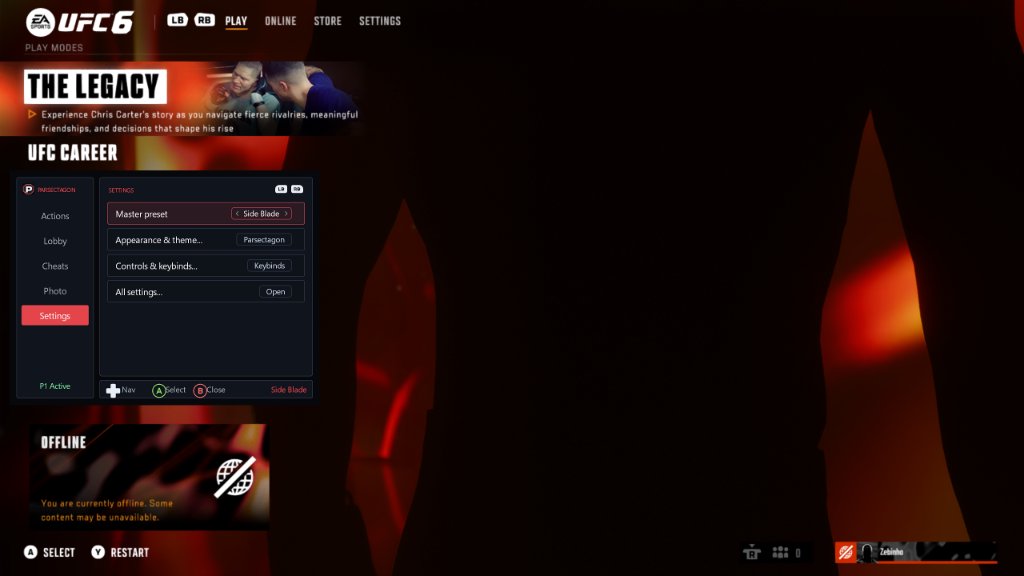 EA SPORTS UFC 6
LB RB PLAY ONLINE STORE SETTINGS
PLAY MODES
THE LEGACY
Experience Chris Carter's story as you navigate fierce rivalries, meaningful
friendships, and decisions that shape his rise
UFC CAREER
P PARSECTAGON
Actions
Lobby
Cheats
Photo
Settings
P1 Active
SETTINGS
LB RB
Master preset ‹ Side Blade ›
Appearance & theme... Parsectagon
Controls & keybinds... Keybinds
All settings... Open
Nav A Select B Close Side Blade
OFFLINE
You are currently offline. Some
content may be unavailable.
A SELECT Y RESTART
R 0
Zebinho